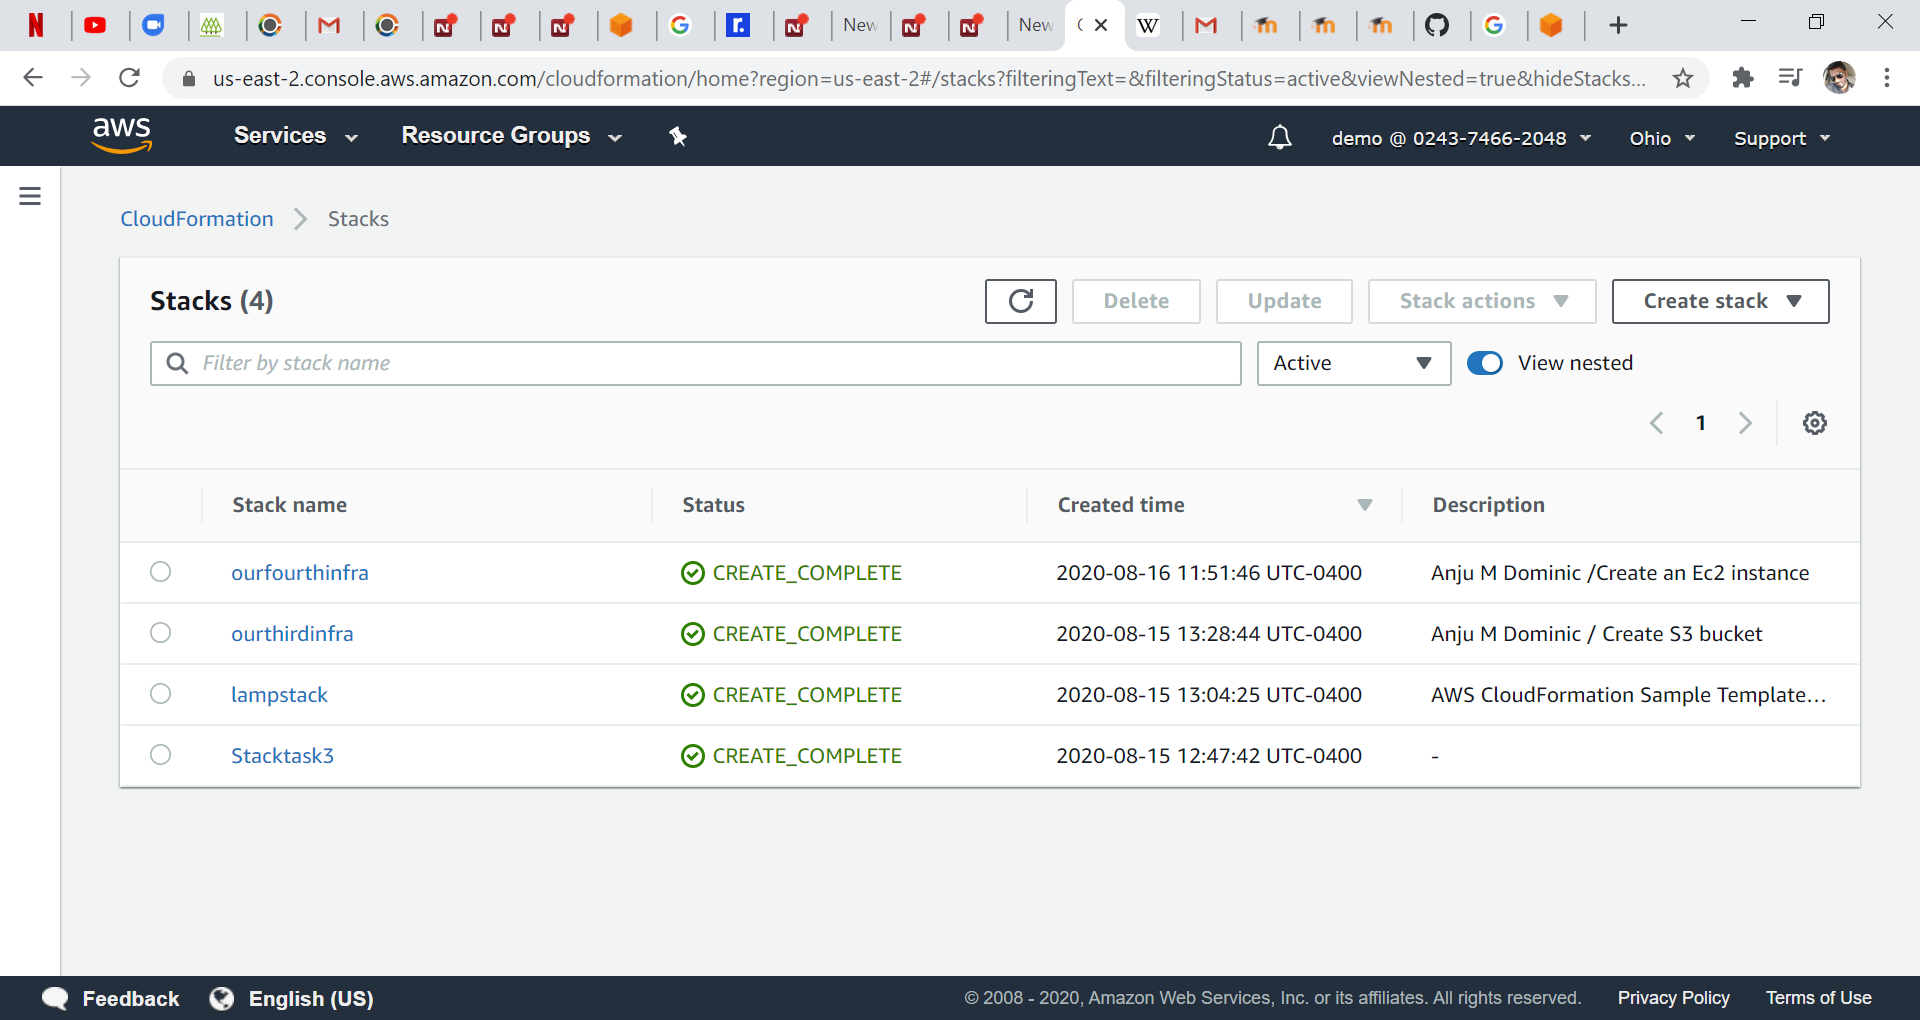 New
New
us-east-2.console.aws.amazon.com/cloudformation/home?region=us-east-2#/stacks?filteringText=&filteringStatus=active&viewNested=true&hideStacks...
aws Services Resource Groups demo @ 0243-7466-2048 Ohio Support
CloudFormation Stacks
Stacks (4) Delete Update Stack actions Create stack
Filter by stack name Active View nested
1
Stack name Status Created time Description
ourfourthinfra CREATE_COMPLETE 2020-08-16 11:51:46 UTC-0400 Anju M Dominic /Create an Ec2 instance
ourthirdinfra CREATE_COMPLETE 2020-08-15 13:28:44 UTC-0400 Anju M Dominic / Create S3 bucket
lampstack CREATE_COMPLETE 2020-08-15 13:04:25 UTC-0400 AWS CloudFormation Sample Template...
Stacktask3 CREATE_COMPLETE 2020-08-15 12:47:42 UTC-0400 -
Feedback English (US) © 2008 - 2020, Amazon Web Services, Inc. or its affiliates. All rights reserved. Privacy Policy Terms of Use